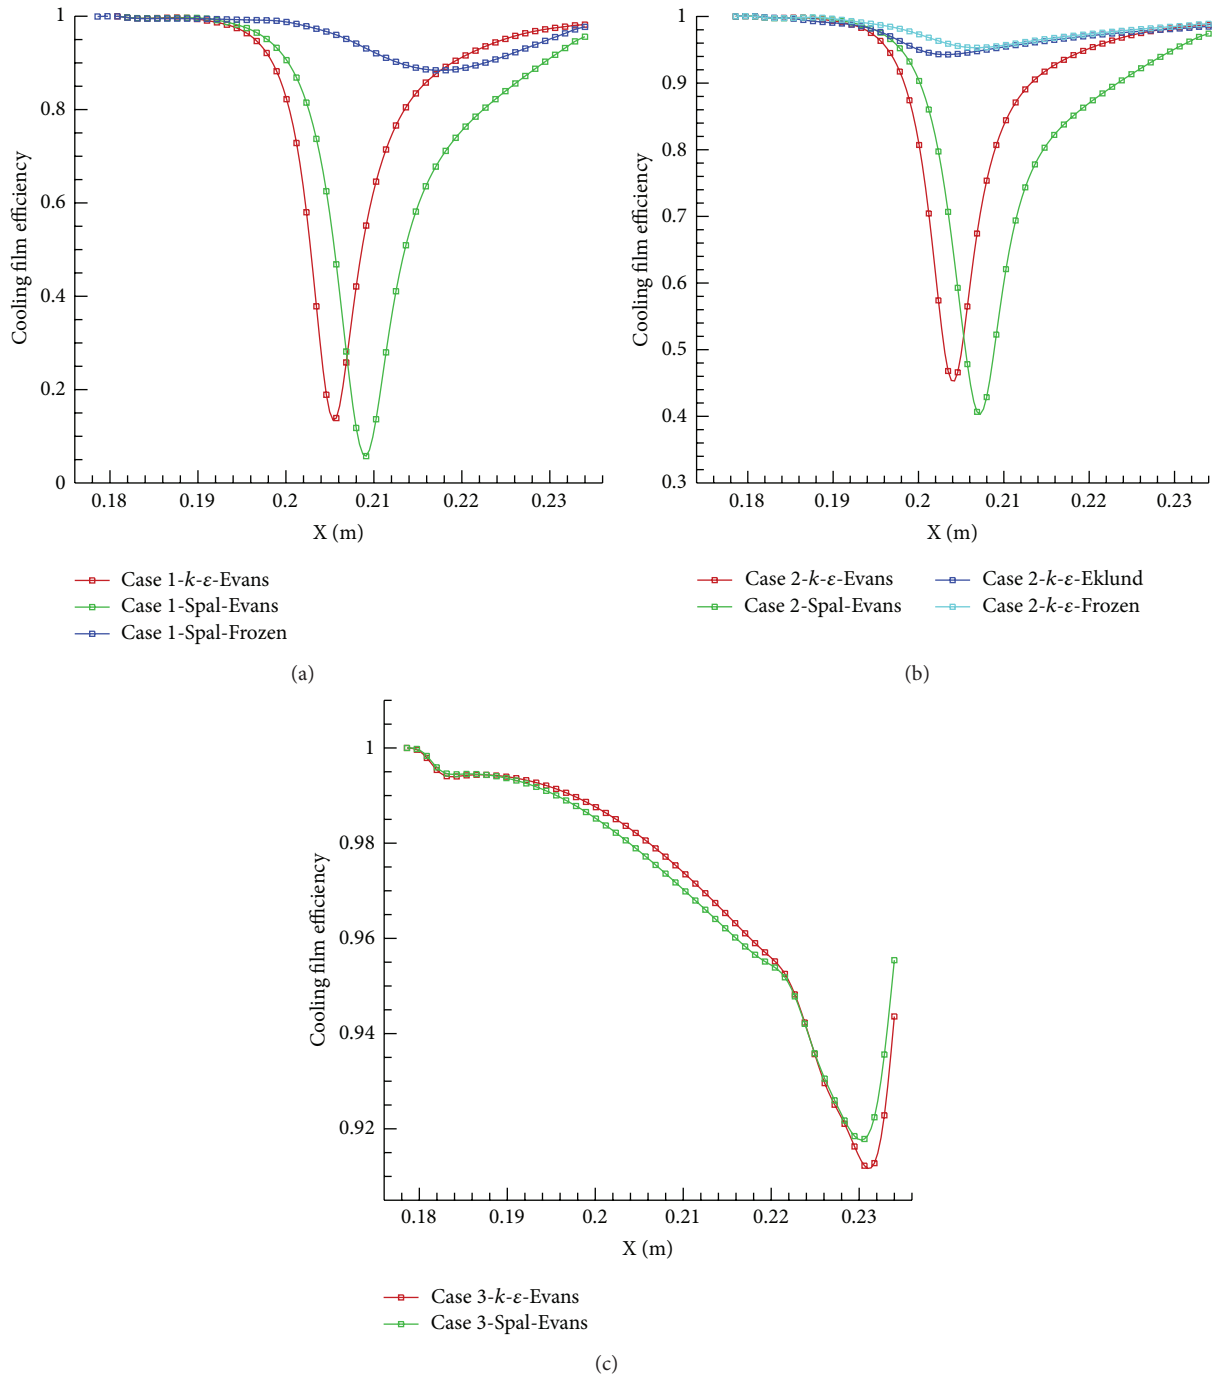 1
0.8
0.6
0.4
0.2
0
Cooling film efficiency
0.18 0.19 0.2 0.21 0.22 0.23
X (m)
Case 1-k-ε-Evans
Case 1-Spal-Evans
Case 1-Spal-Frozen
(a)
1
0.9
0.8
0.7
0.6
0.5
0.4
0.3
Cooling film efficiency
0.18 0.19 0.2 0.21 0.22 0.23
X (m)
Case 2-k-ε-Evans
Case 2-Spal-Evans
Case 2-k-ε-Eklund
Case 2-k-ε-Frozen
(b)
1
0.98
0.96
0.94
0.92
Cooling film efficiency
0.18 0.19 0.2 0.21 0.22 0.23
X (m)
Case 3-k-ε-Evans
Case 3-Spal-Evans
(c)